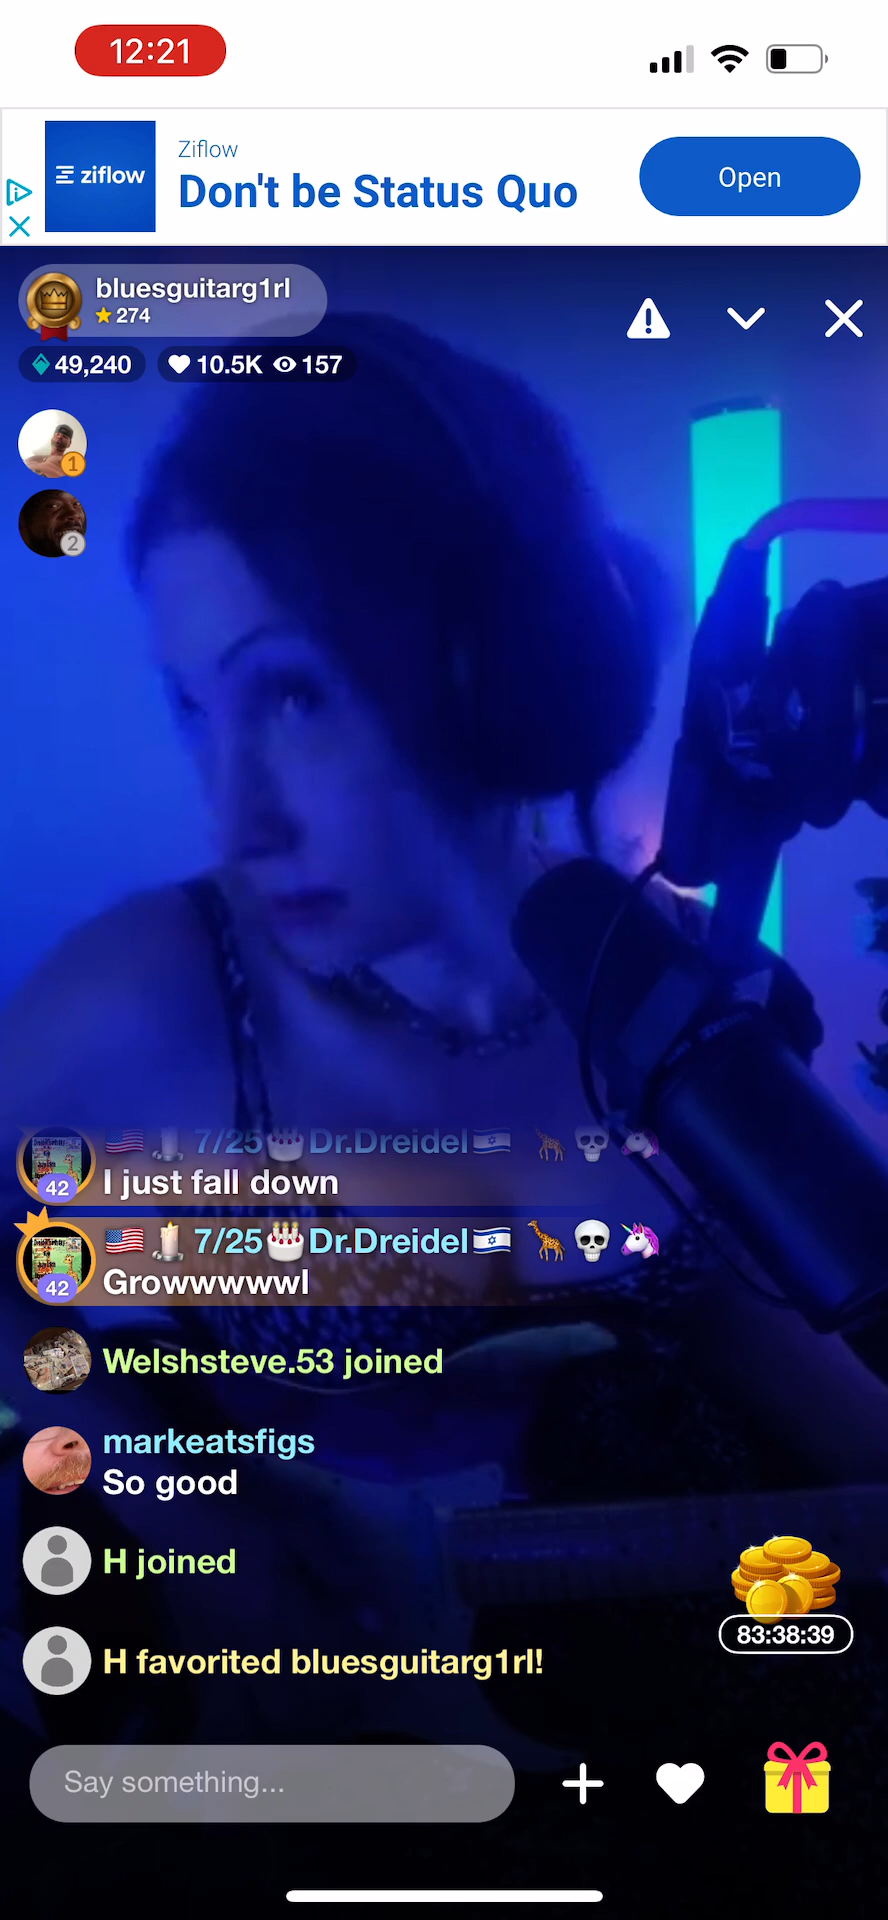 12:21
ziflow
Ziflow
Don't be Status Quo
Open
bluesguitarg1rl
274
49,240
10.5K
157
1
2
🇺🇸🕯️7/25🎂Dr.Dreidel🇮🇱 🦒💀🦄
42
I just fall down
🇺🇸🕯️7/25🎂Dr.Dreidel🇮🇱 🦒💀🦄
42
Growwwwwl
Welshsteve.53 joined
markeatsfigs
So good
H joined
83:38:39
H favorited bluesguitarg1rl!
Say something...